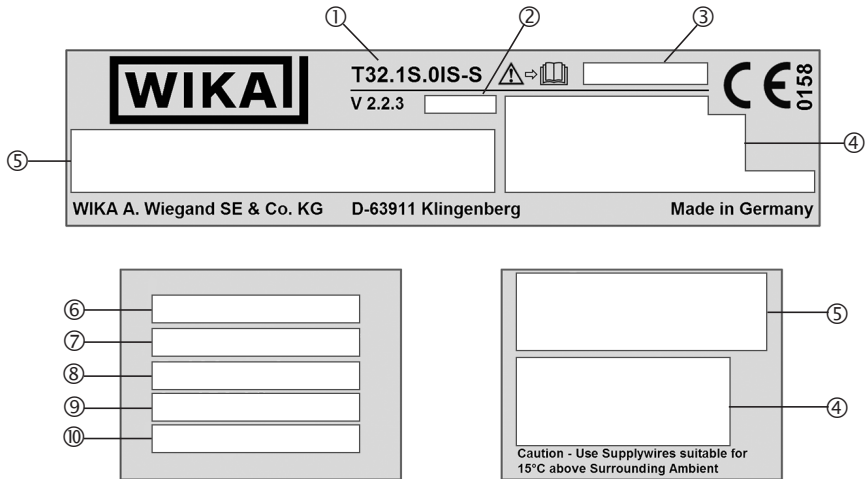 ① ② ③
WIKA T32.1S.0IS-S CE 0158
V 2.2.3
④
⑤
WIKA A. Wiegand SE & Co. KG D-63911 Klingenberg Made in Germany
⑥
⑦
⑧
⑨
⑩
⑤
④
Caution - Use Supplywires suitable for
15°C above Surrounding Ambient